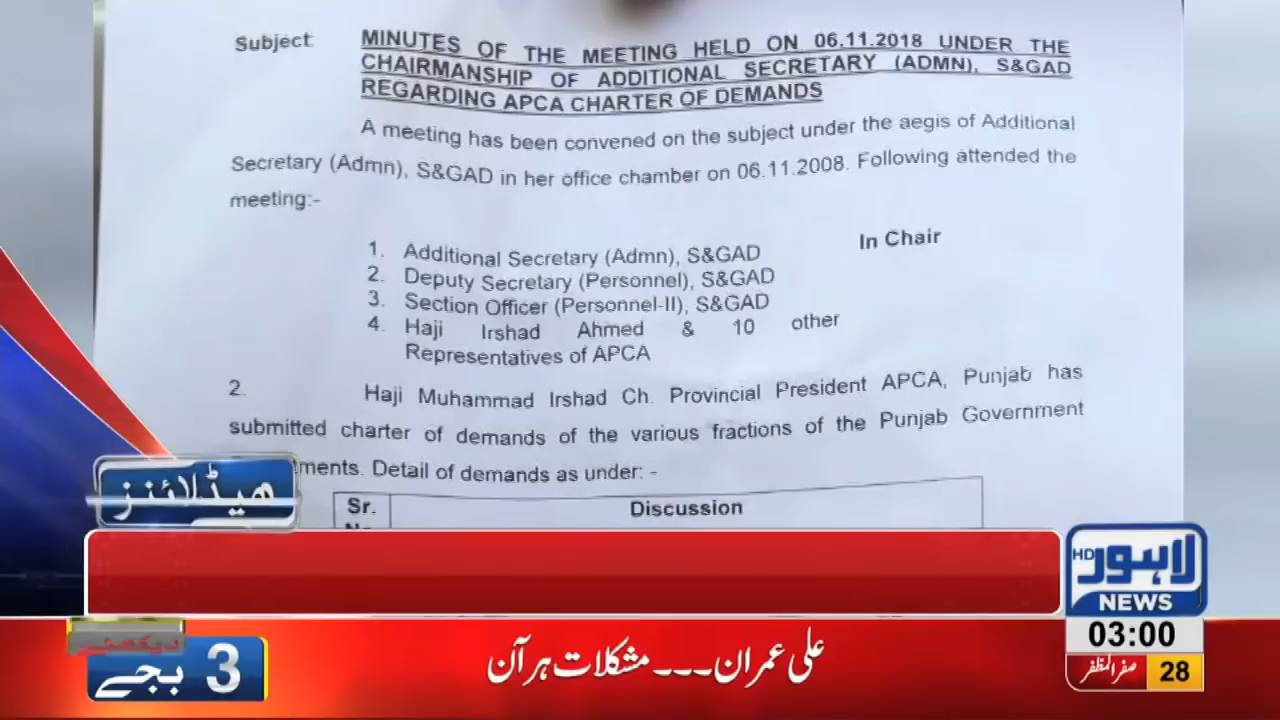 Subject: MINUTES OF THE MEETING HELD ON 06.11.2018 UNDER THE
CHAIRMANSHIP OF ADDITIONAL SECRETARY (ADMN), S&GAD
REGARDING APCA CHARTER OF DEMANDS
A meeting has been convened on the subject under the aegis of Additional
Secretary (Admn), S&GAD in her office chamber on 06.11.2008. Following attended the
meeting:-
1. Additional Secretary (Admn), S&GAD In Chair
2. Deputy Secretary (Personnel), S&GAD
3. Section Officer (Personnel-II), S&GAD
4. Haji Irshad Ahmed & 10 other
Representatives of APCA
2. Haji Muhammad Irshad Ch. Provincial President APCA, Punjab has
submitted charter of demands of the various fractions of the Punjab Government
tments. Detail of demands as under: -
Sr. Discussion
ہیڈلائنز
HD لاہور
NEWS
03:00
28 صفر المظفر
دیکھئے
3 بجے
علی عمران۔۔۔مشکلات ہر آن